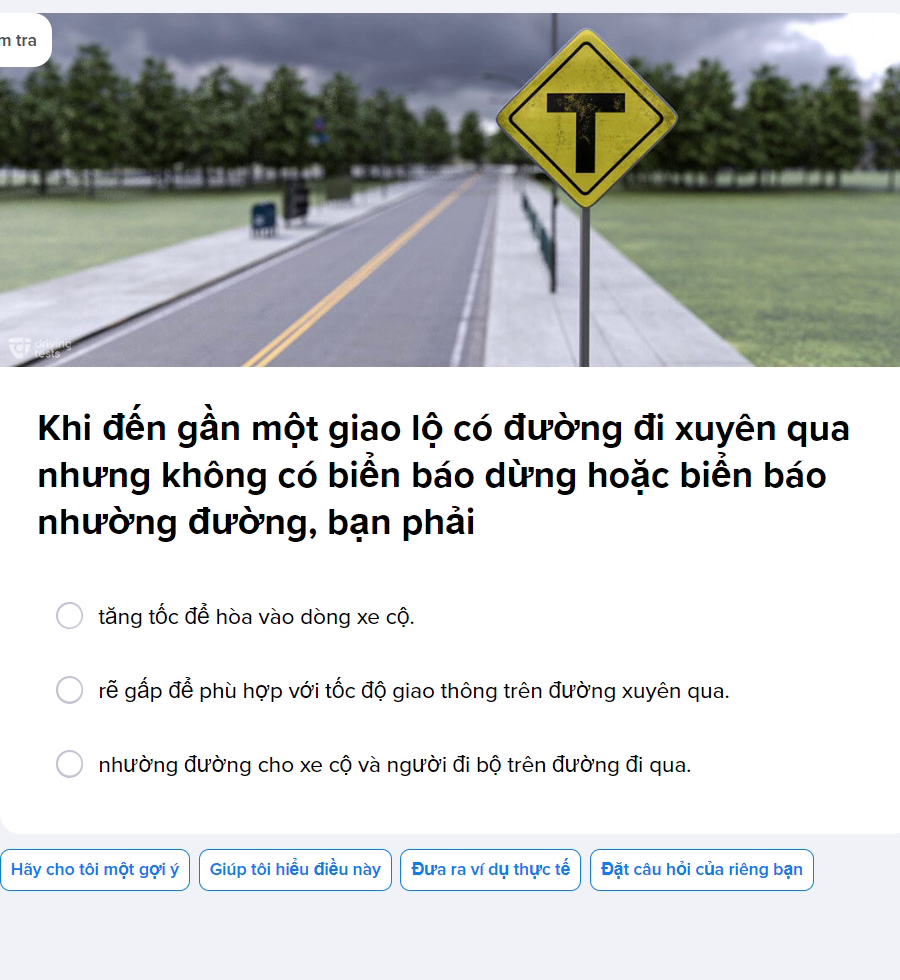 m tra
T
driving
tests
Khi đến gần một giao lộ có đường đi xuyên qua
nhưng không có biển báo dừng hoặc biển báo
nhường đường, bạn phải
tăng tốc để hòa vào dòng xe cộ.
rẽ gấp để phù hợp với tốc độ giao thông trên đường xuyên qua.
nhường đường cho xe cộ và người đi bộ trên đường đi qua.
Hãy cho tôi một gợi ý
Giúp tôi hiểu điều này
Đưa ra ví dụ thực tế
Đặt câu hỏi của riêng bạn